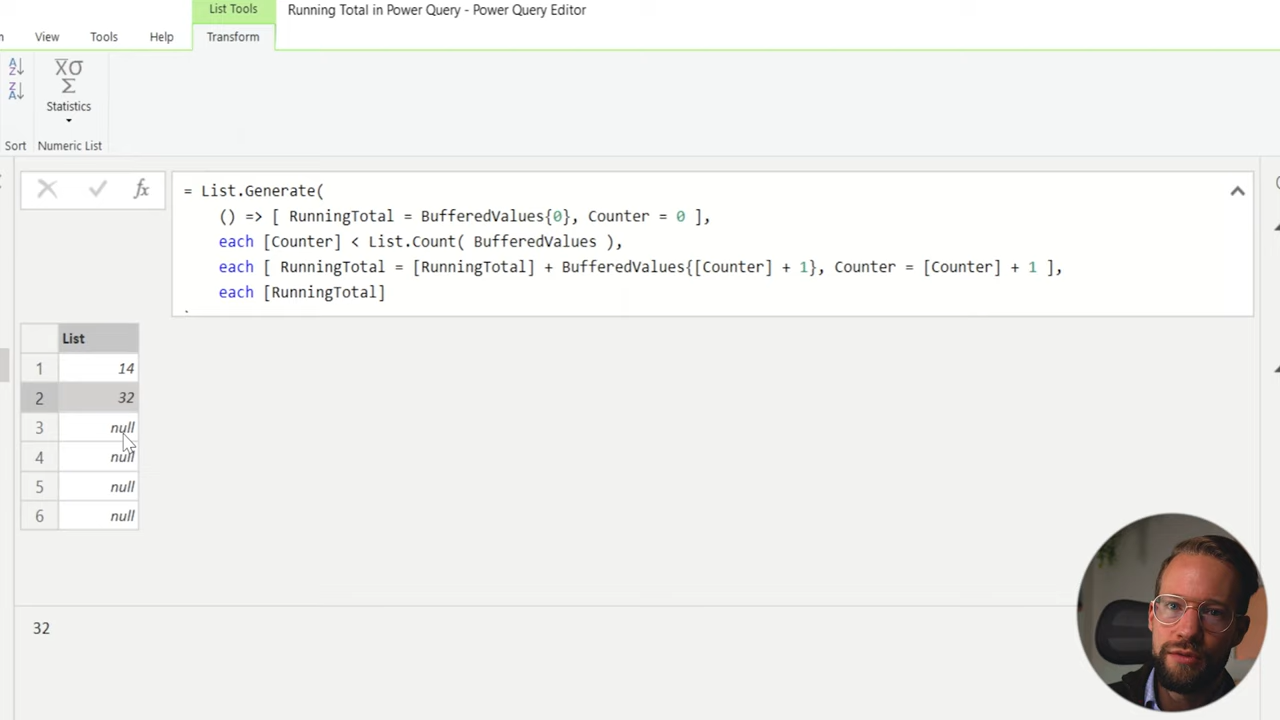 List Tools
Running Total in Power Query - Power Query Editor
View
Tools
Help
Transform
A
Z
Z
A
X̅σ
Σ
Statistics
Sort
Numeric List
fx
= List.Generate(
() => [ RunningTotal = BufferedValues{0}, Counter = 0 ],
each [Counter] < List.Count( BufferedValues ),
each [ RunningTotal = [RunningTotal] + BufferedValues{[Counter] + 1}, Counter = [Counter] + 1 ],
each [RunningTotal]
List
1 14
2 32
3 null
4 null
5 null
6 null
32